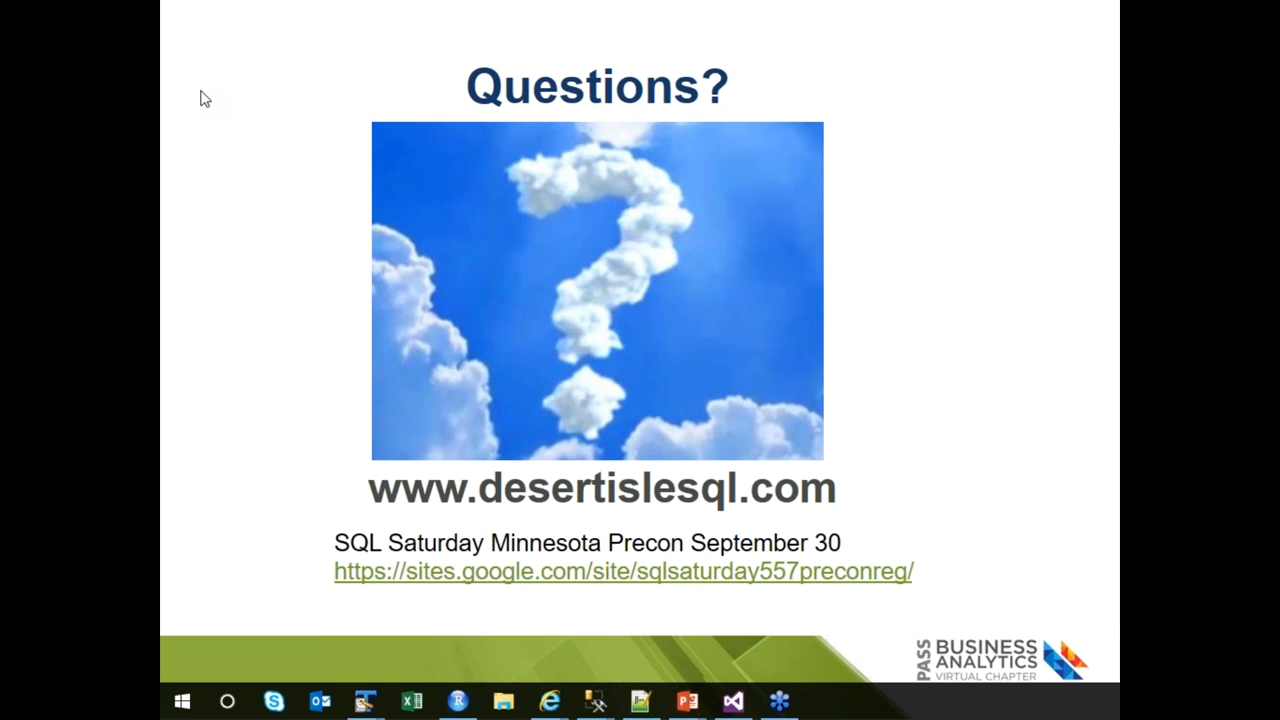 Questions?
www.desertislesql.com
SQL Saturday Minnesota Precon September 30
https://sites.google.com/site/sqlsaturday557preconreg/
PASS
BUSINESS
ANALYTICS
VIRTUAL CHAPTER